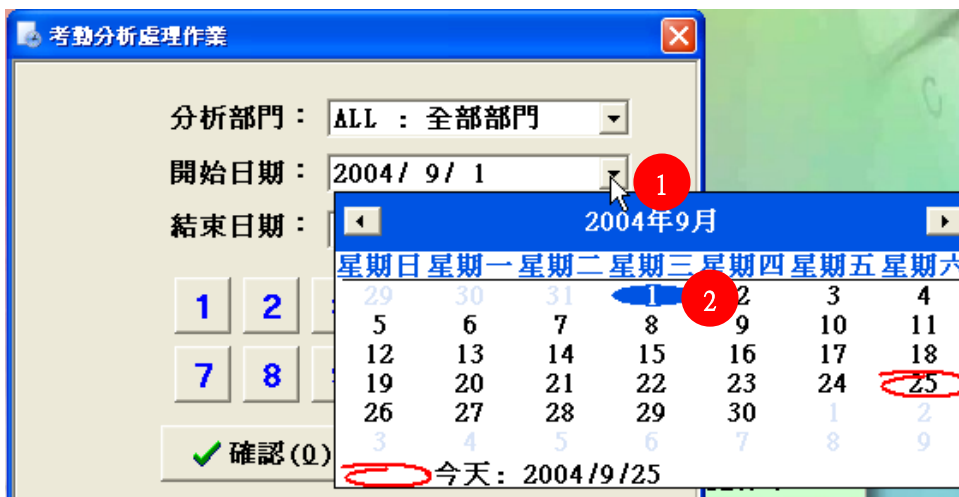 考勤分析處理作業
分析部門： ALL : 全部部門
開始日期： 2004/ 9/ 1
1
結束日期：
2004年9月
星期日 星期一 星期二 星期三 星期四 星期五 星期六
29 30 31 1 2 3 4
2
5 6 7 8 9 10 11
12 13 14 15 16 17 18
19 20 21 22 23 24 25
26 27 28 29 30 1 2
3 4 5 6 7 8 9
今天: 2004/9/25
1 2
7 8
確認(O)